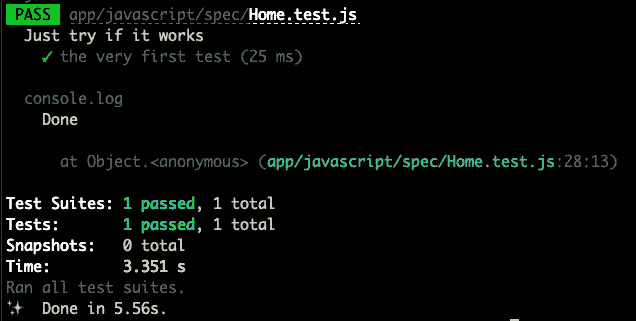 PASS app/javascript/spec/Home.test.js
Just try if it works
✓ the very first test (25 ms)
console.log
Done
at Object.<anonymous> (app/javascript/spec/Home.test.js:28:13)
Test Suites: 1 passed, 1 total
Tests: 1 passed, 1 total
Snapshots: 0 total
Time: 3.351 s
Ran all test suites.
✨ Done in 5.56s.